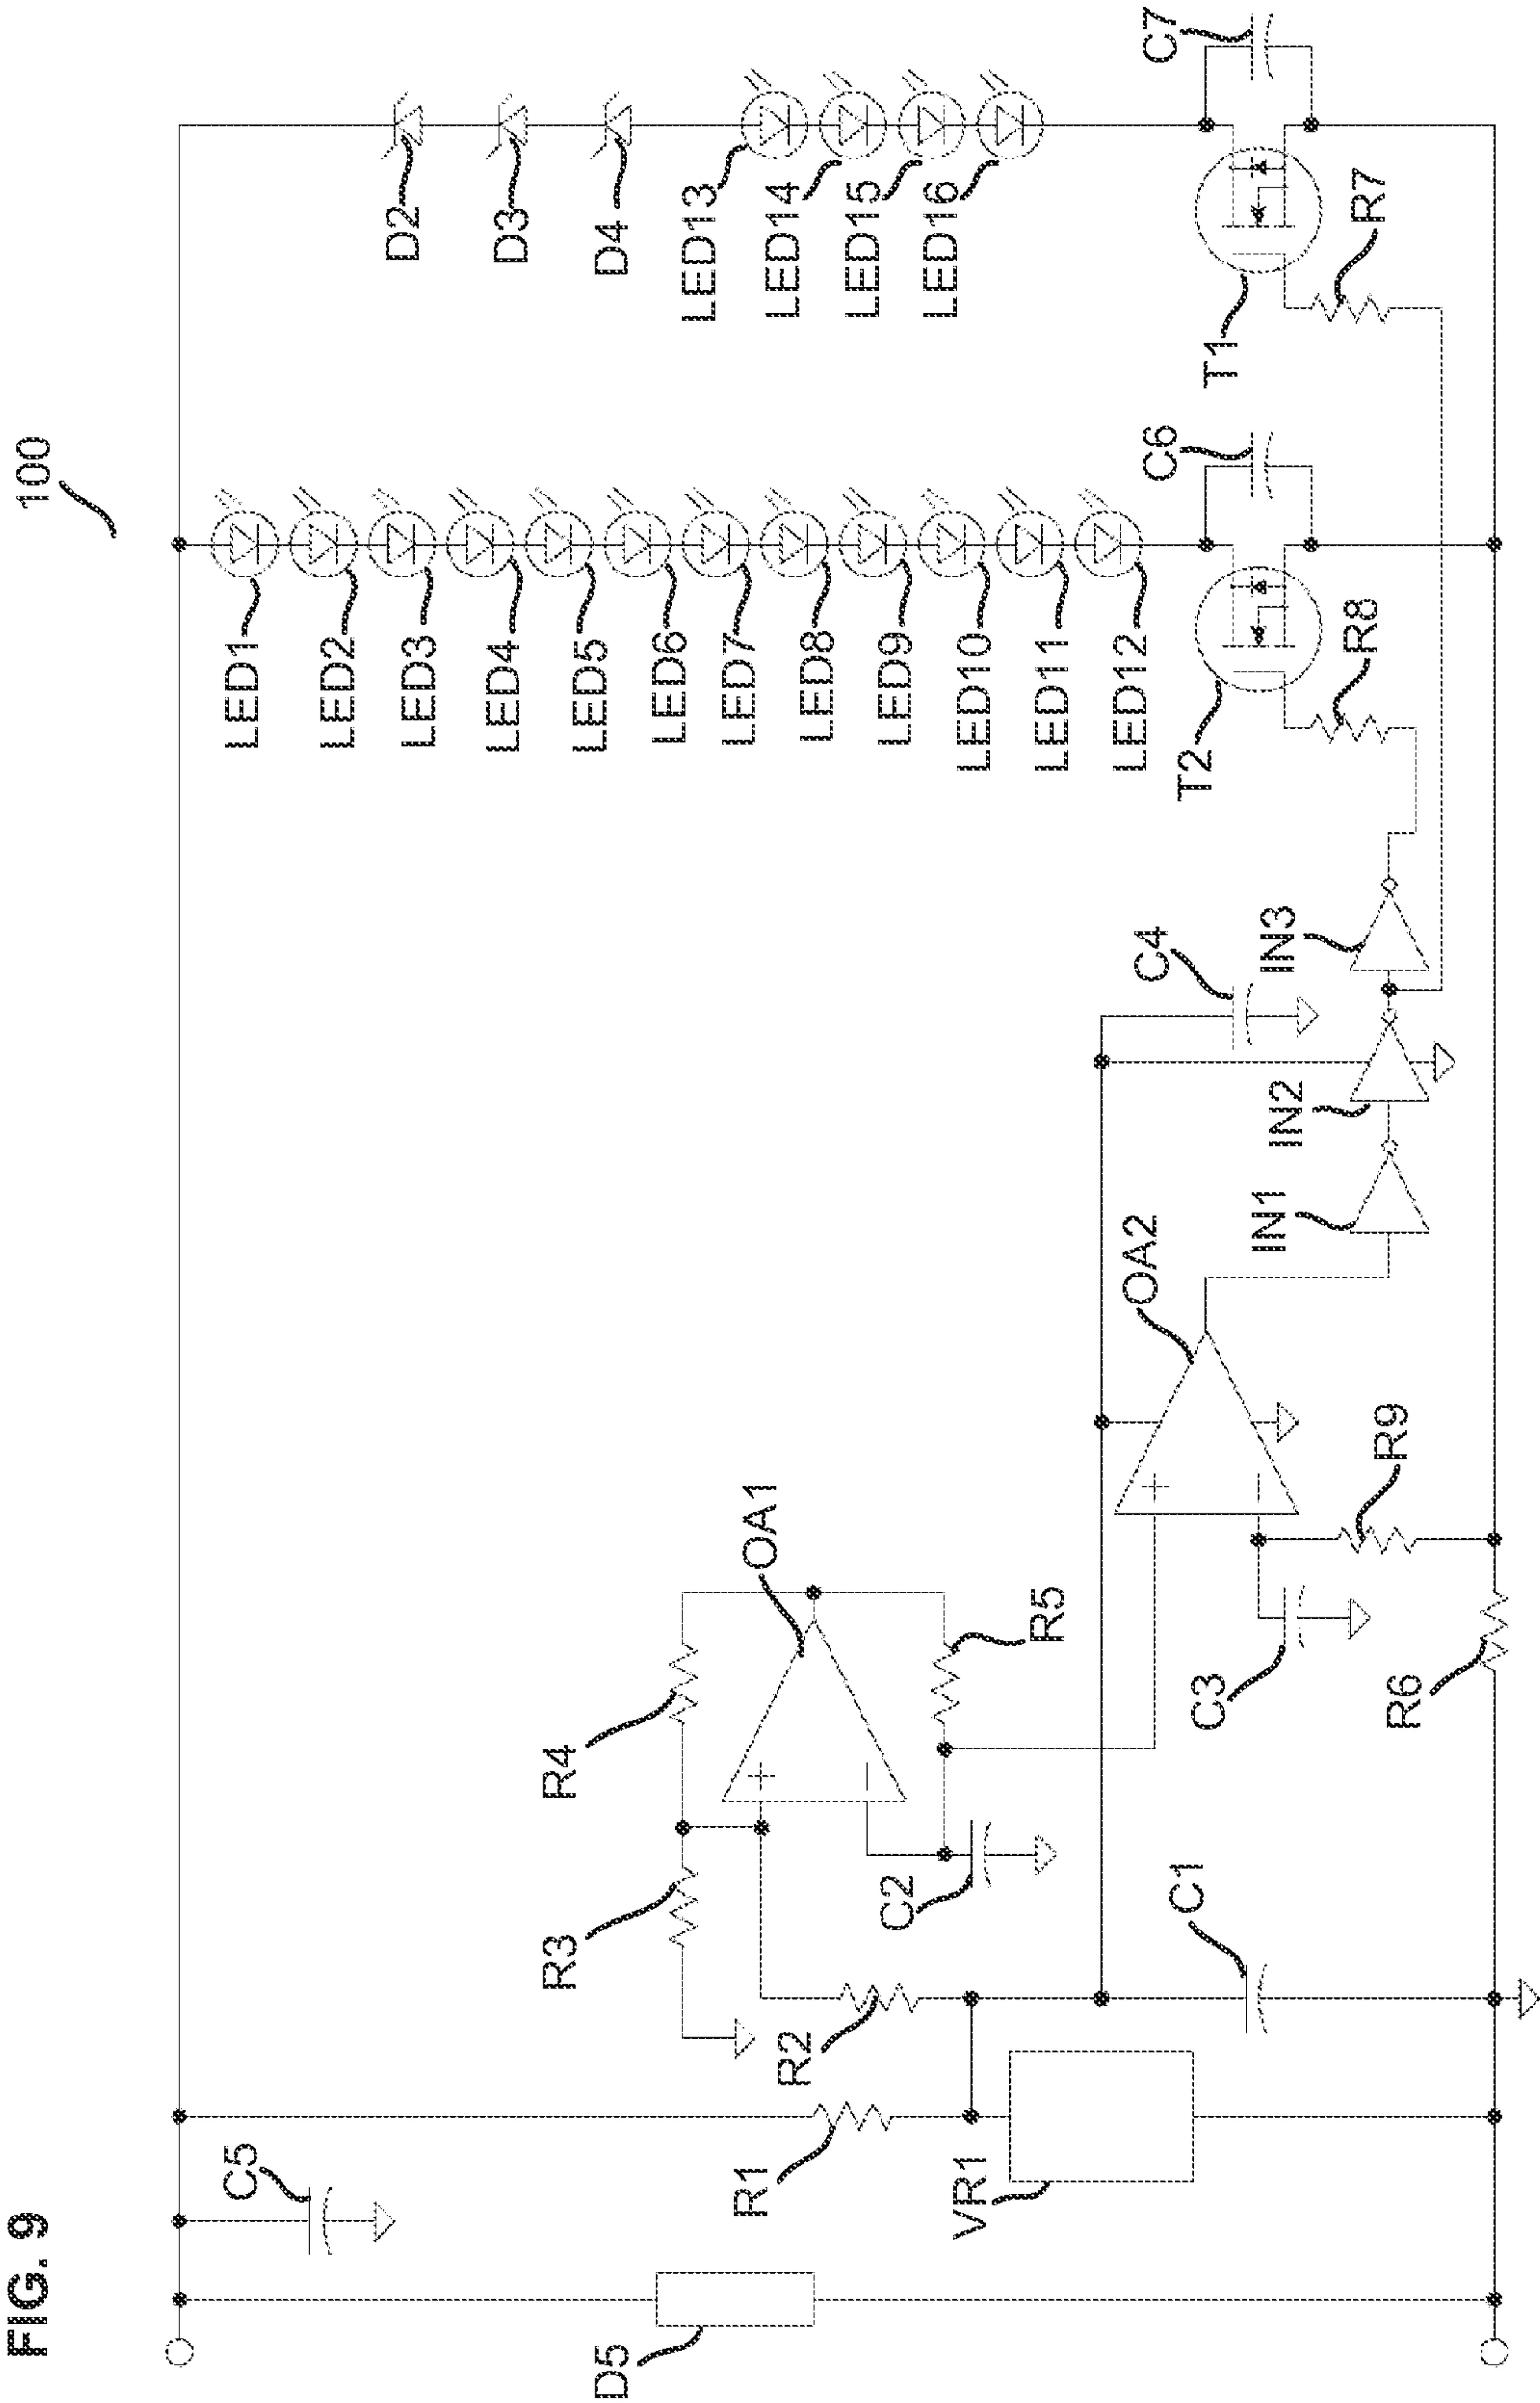 FIG. 9
100
C5
D5
R1
VR1
R2
R3
R4
OA1
+
−
C2
R5
C1
OA2
+
−
C3
R9
R6
IN1
IN2
IN3
C4
LED1
LED2
LED3
LED4
LED5
LED6
LED7
LED8
LED9
LED10
LED11
LED12
T2
R8
C6
D2
D3
D4
LED13
LED14
LED15
LED16
T1
R7
C7